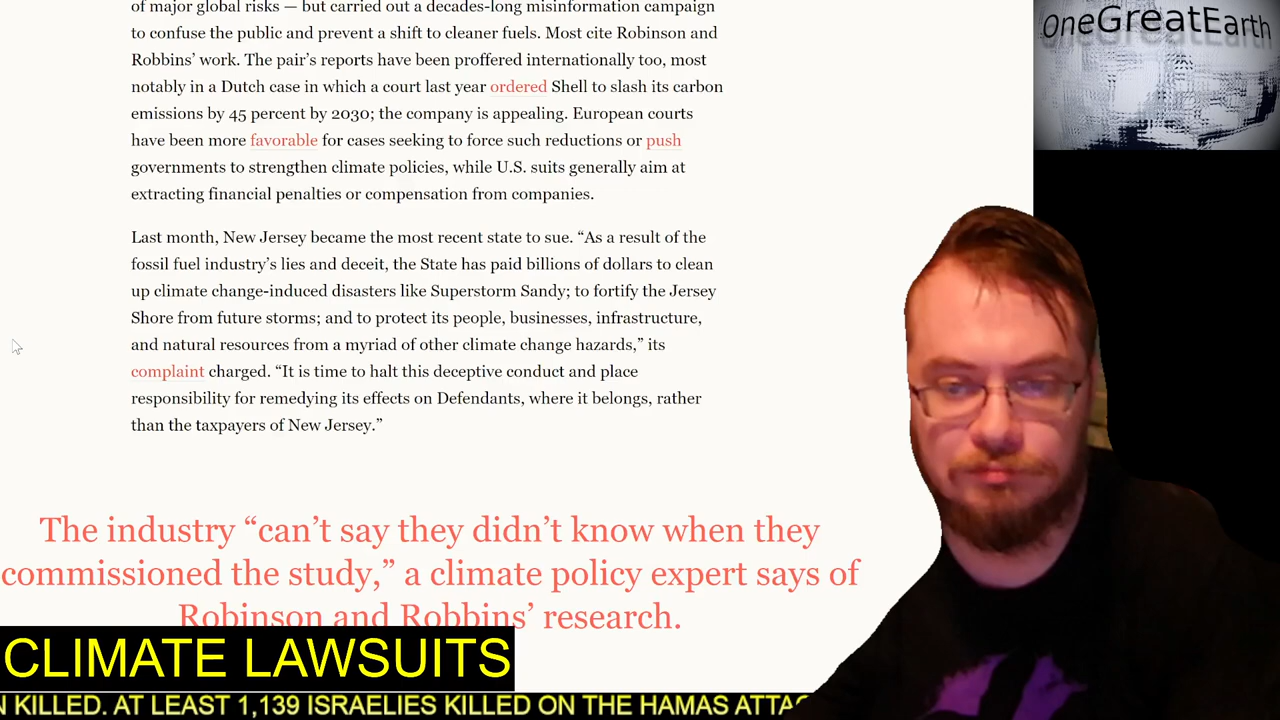 of major global risks — but carried out a decades-long misinformation campaign
to confuse the public and prevent a shift to cleaner fuels. Most cite Robinson and
Robbins’ work. The pair’s reports have been proffered internationally too, most
notably in a Dutch case in which a court last year ordered Shell to slash its carbon
emissions by 45 percent by 2030; the company is appealing. European courts
have been more favorable for cases seeking to force such reductions or push
governments to strengthen climate policies, while U.S. suits generally aim at
extracting financial penalties or compensation from companies.
Last month, New Jersey became the most recent state to sue. “As a result of the
fossil fuel industry’s lies and deceit, the State has paid billions of dollars to clean
up climate change-induced disasters like Superstorm Sandy; to fortify the Jersey
Shore from future storms; and to protect its people, businesses, infrastructure,
and natural resources from a myriad of other climate change hazards,” its
complaint charged. “It is time to halt this deceptive conduct and place
responsibility for remedying its effects on Defendants, where it belongs, rather
than the taxpayers of New Jersey.”
The industry “can’t say they didn’t know when they
commissioned the study,” a climate policy expert says of
Robinson and Robbins’ research.
OneGreatEarth
CLIMATE LAWSUITS
N KILLED. AT LEAST 1,139 ISRAELIES KILLED ON THE HAMAS ATTAC